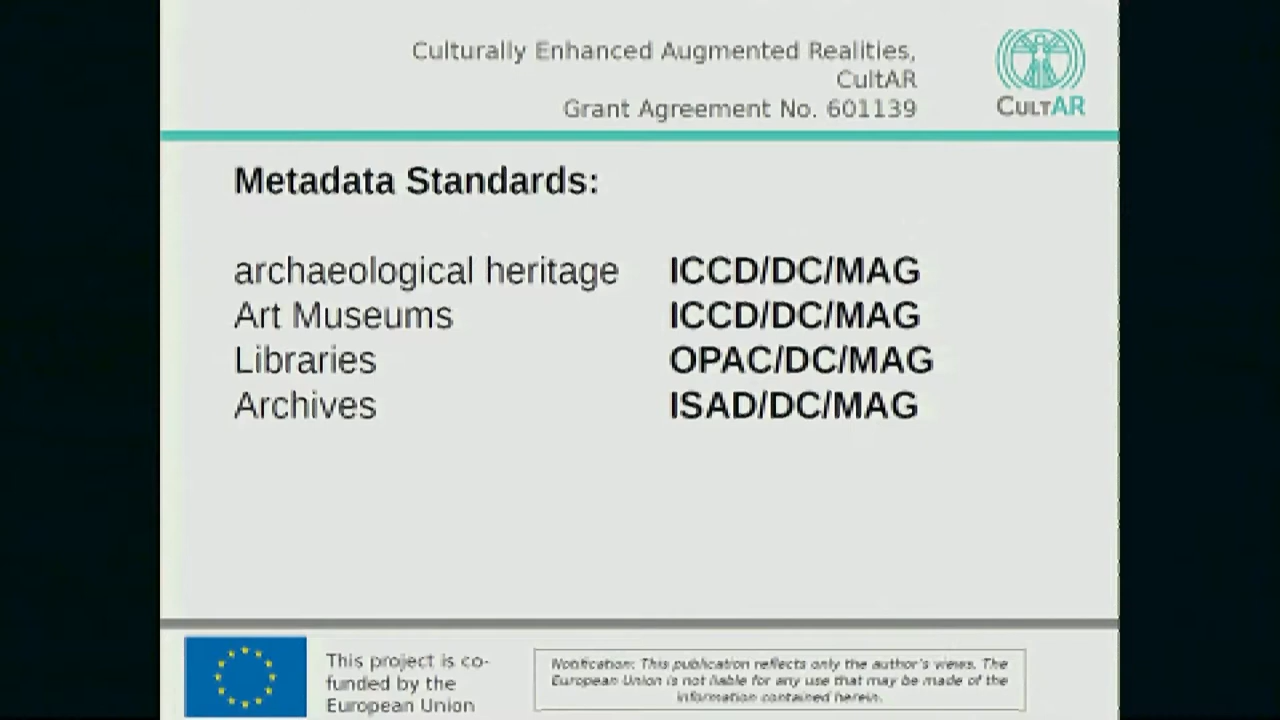 Culturally Enhanced Augmented Realities,
CultAR
Grant Agreement No. 601139
CULTAR
Metadata Standards:
archaeological heritage ICCD/DC/MAG
Art Museums ICCD/DC/MAG
Libraries OPAC/DC/MAG
Archives ISAD/DC/MAG
This project is co-
funded by the
European Union
Notification: This publication reflects only the author's views. The
European Union is not liable for any use that may be made of the
information contained herein.